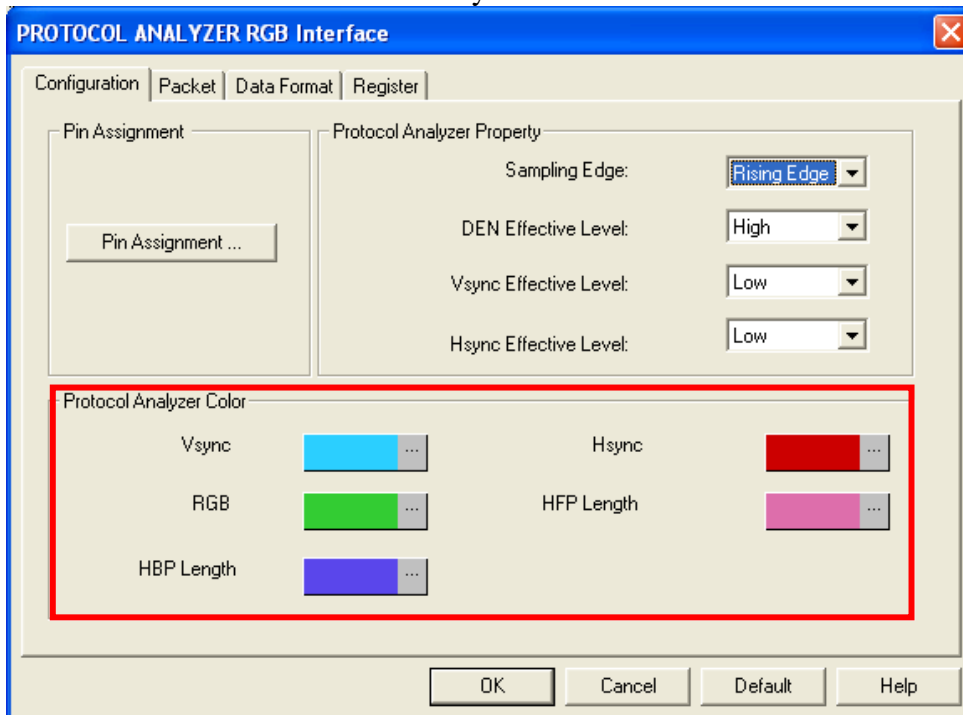 PROTOCOL ANALYZER RGB Interface
Configuration Packet Data Format Register
Pin Assignment
Pin Assignment ...
Protocol Analyzer Property
Sampling Edge: Rising Edge
DEN Effective Level: High
Vsync Effective Level: Low
Hsync Effective Level: Low
Protocol Analyzer Color
Vsync ... Hsync ...
RGB ... HFP Length ...
HBP Length ...
OK Cancel Default Help